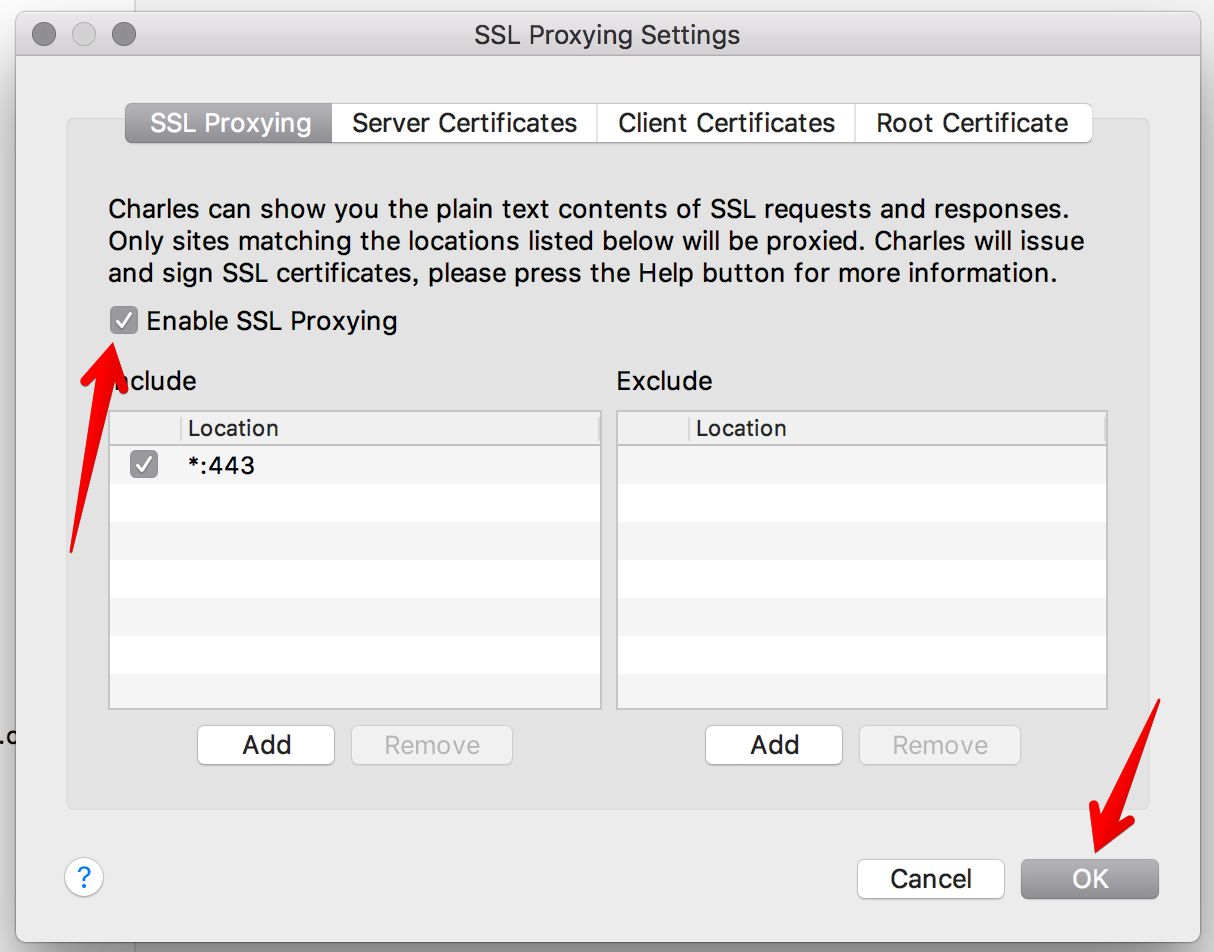 SSL Proxying Settings
SSL Proxying
Server Certificates
Client Certificates
Root Certificate
Charles can show you the plain text contents of SSL requests and responses.
Only sites matching the locations listed below will be proxied. Charles will issue
and sign SSL certificates, please press the Help button for more information.
Enable SSL Proxying
Include
Exclude
Location
Location
*:443
Add
Remove
Add
Remove
?
Cancel
OK